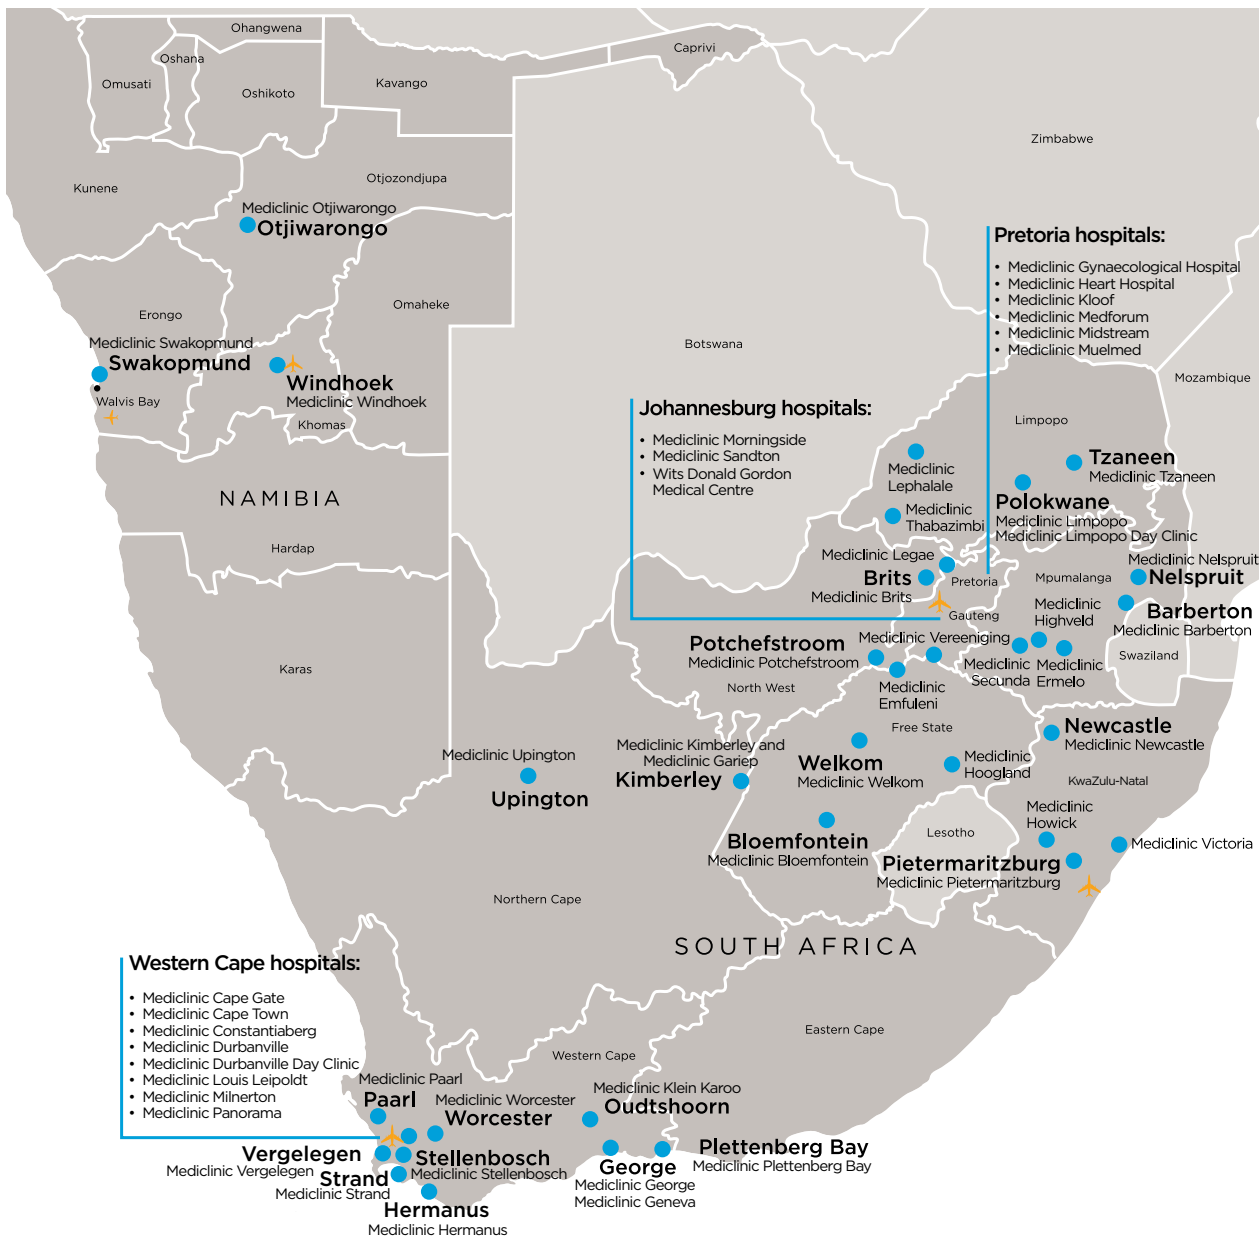 Ohangwena
Oshana
Omusati
Oshikoto
Kavango
Caprivi
Zimbabwe
Kunene
Otjozondjupa
Mediclinic Otjiwarongo
Otjiwarongo
Omaheke
Erongo
Mediclinic Swakopmund
Swakopmund
Walvis Bay
Windhoek
Mediclinic Windhoek
Khomas
NAMIBIA
Hardap
Karas
Botswana
Mozambique
Pretoria hospitals:
• Mediclinic Gynaecological Hospital
• Mediclinic Heart Hospital
• Mediclinic Kloof
• Mediclinic Medforum
• Mediclinic Midstream
• Mediclinic Muelmed
Johannesburg hospitals:
• Mediclinic Morningside
• Mediclinic Sandton
• Wits Donald Gordon
Medical Centre
Limpopo
Mediclinic
Lephalale
Tzaneen
Mediclinic Tzaneen
Polokwane
Mediclinic Limpopo
Mediclinic Limpopo Day Clinic
Mediclinic
Thabazimbi
Mediclinic Legae
Brits
Mediclinic Brits
Pretoria
Gauteng
Mpumalanga
Mediclinic Nelspruit
Nelspruit
Barberton
Mediclinic Barberton
Mediclinic
Highveld
Swaziland
Mediclinic Vereeniging
Potchefstroom
Mediclinic Potchefstroom
Mediclinic
Secunda
Mediclinic
Ermelo
North West
Mediclinic
Emfuleni
Free State
Newcastle
Mediclinic Newcastle
Mediclinic Upington
Upington
Mediclinic Kimberley and
Mediclinic Gariep
Kimberley
Welkom
Mediclinic Welkom
Mediclinic
Hoogland
KwaZulu-Natal
Mediclinic
Howick
Mediclinic Victoria
Bloemfontein
Mediclinic Bloemfontein
Lesotho
Pietermaritzburg
Mediclinic Pietermaritzburg
Northern Cape
SOUTH AFRICA
Eastern Cape
Western Cape hospitals:
• Mediclinic Cape Gate
• Mediclinic Cape Town
• Mediclinic Constantiaberg
• Mediclinic Durbanville
• Mediclinic Durbanville Day Clinic
• Mediclinic Louis Leipoldt
• Mediclinic Milnerton
• Mediclinic Panorama
Western Cape
Mediclinic Paarl
Paarl
Mediclinic Worcester
Worcester
Mediclinic Klein Karoo
Oudtshoorn
Vergelegen
Mediclinic Vergelegen
Stellenbosch
Mediclinic Stellenbosch
Strand
Mediclinic Strand
Hermanus
Mediclinic Hermanus
George
Mediclinic George
Mediclinic Geneva
Plettenberg Bay
Mediclinic Plettenberg Bay